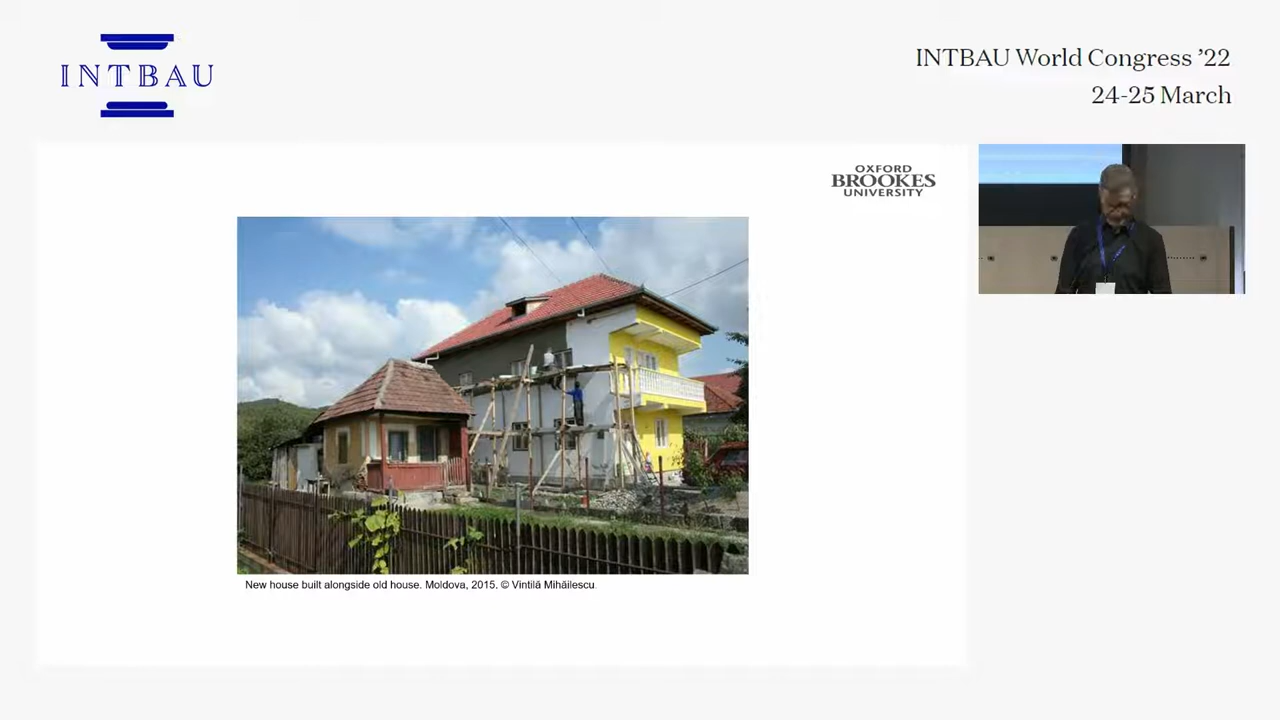 INTBAU
INTBAU World Congress ’22
24-25 March
OXFORD
BROOKES
UNIVERSITY
New house built alongside old house. Moldova, 2015. © Vintilă Mihăilescu.